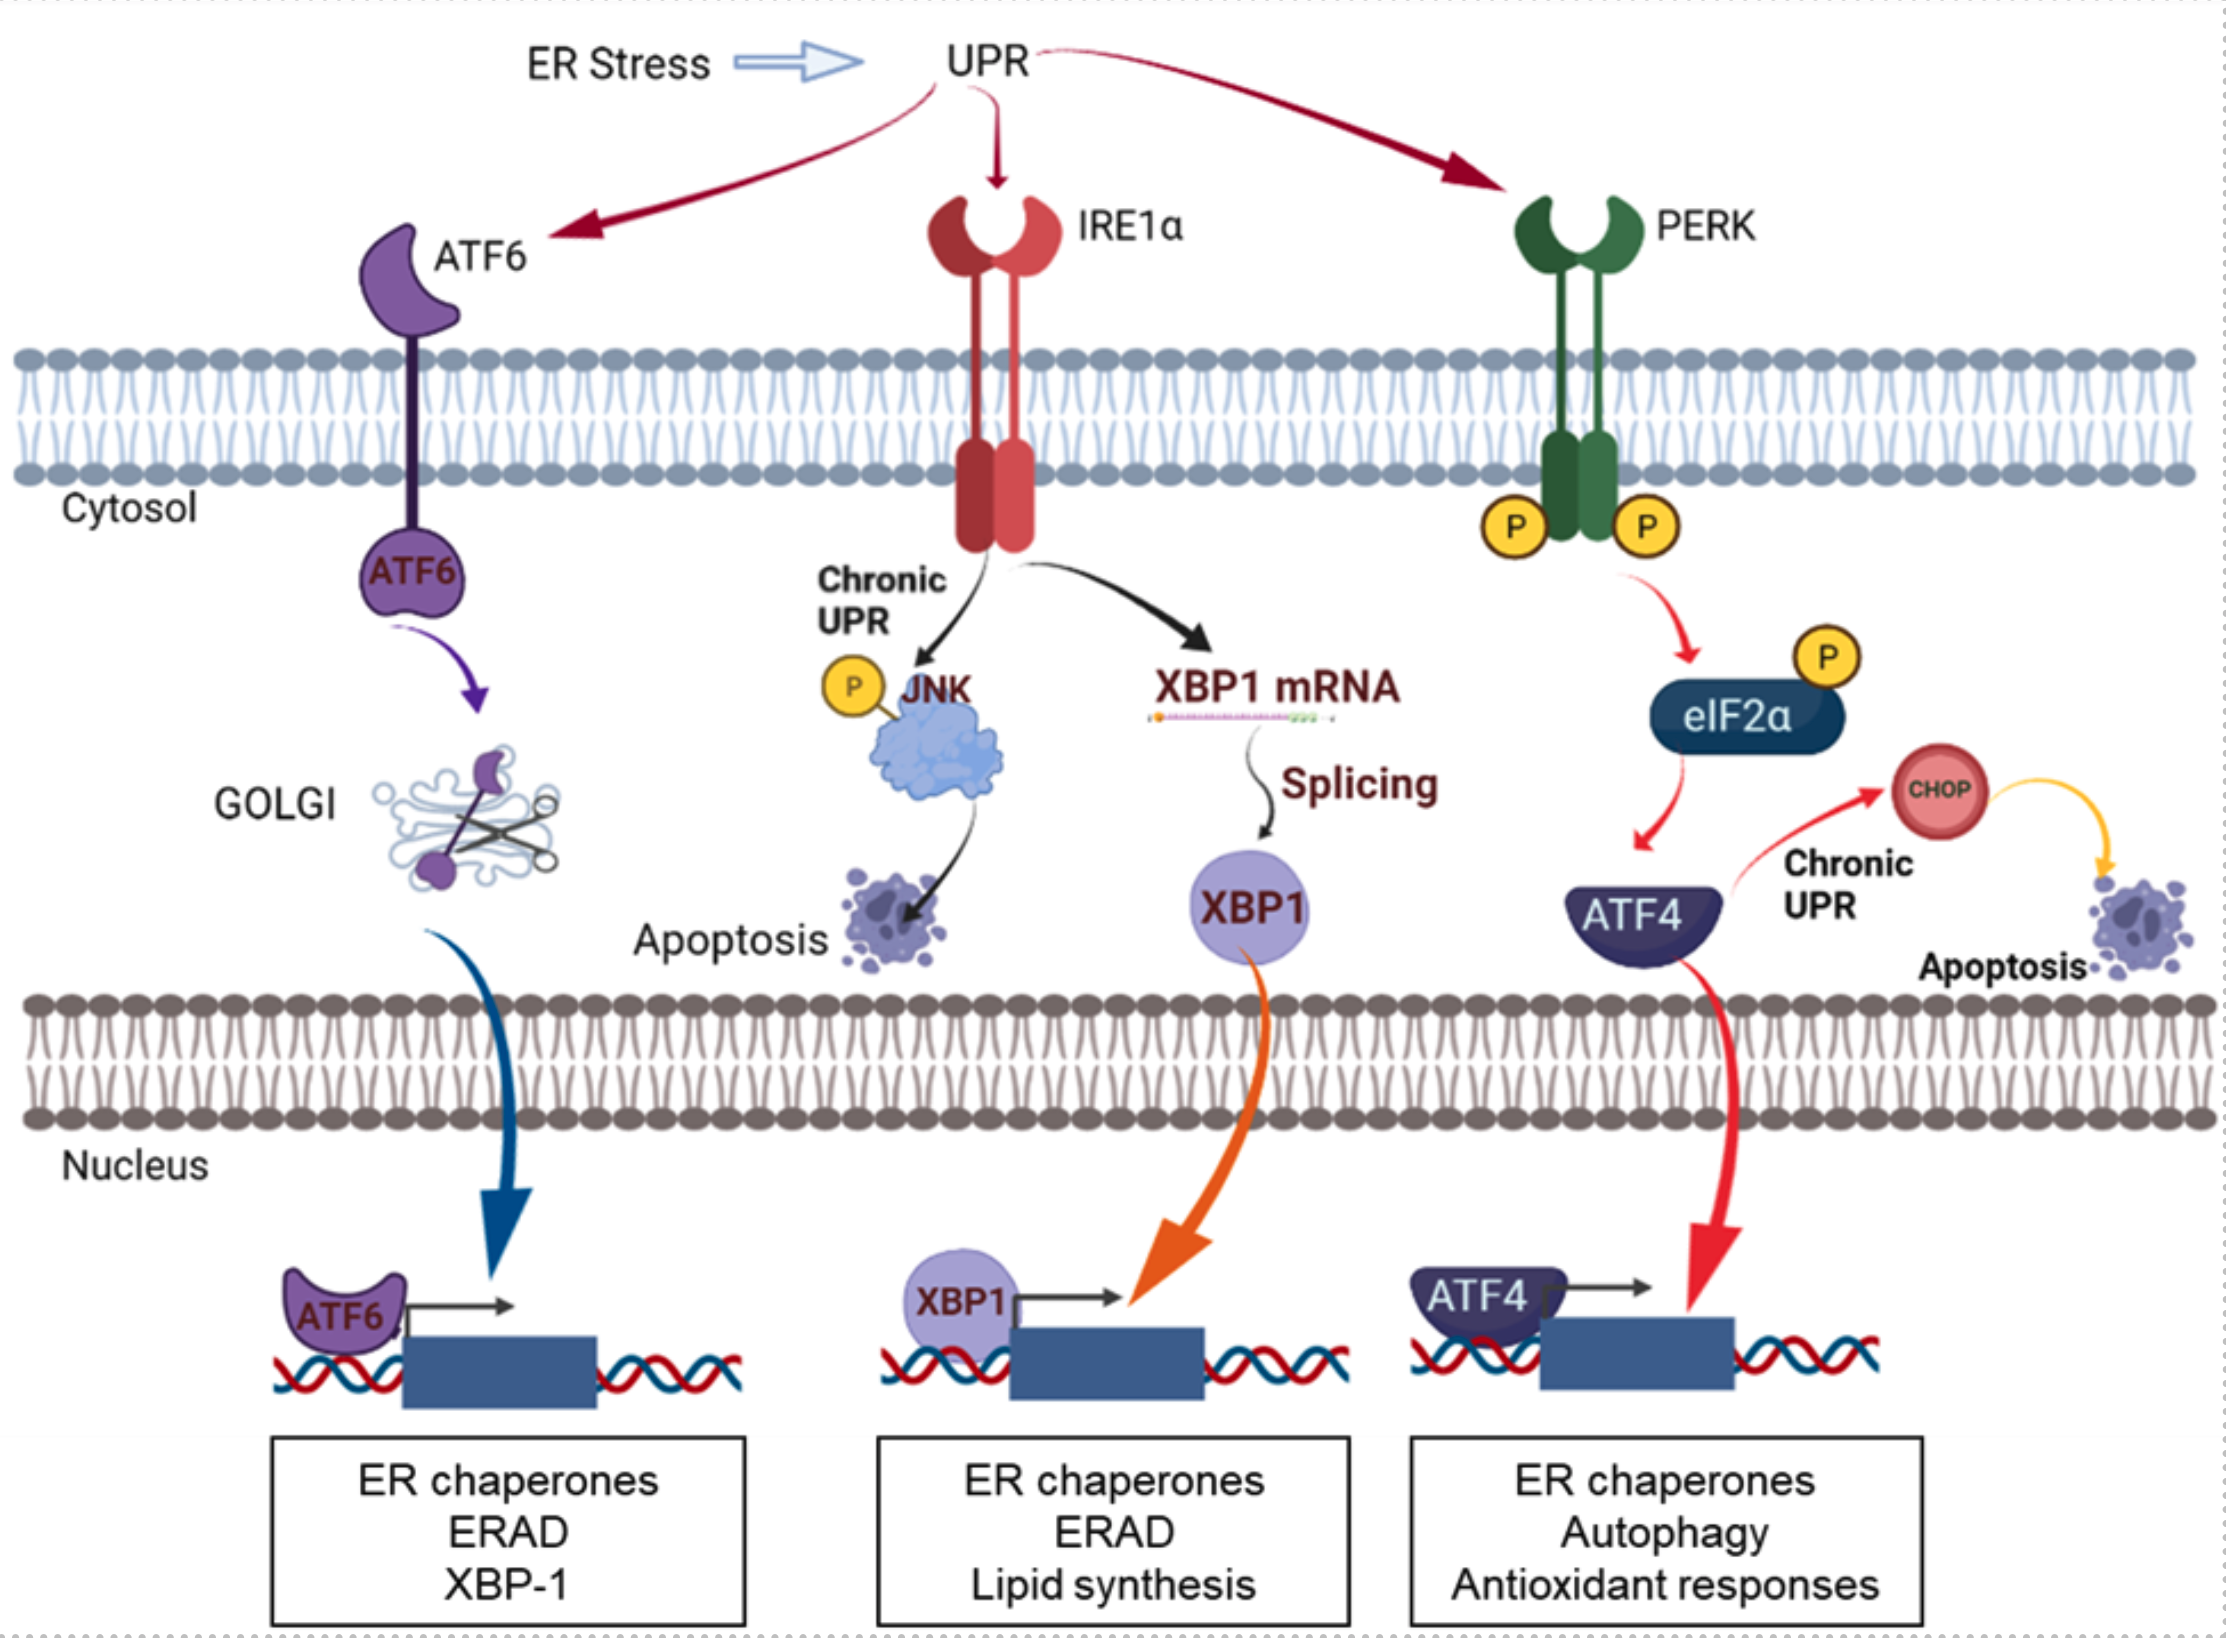 ER Stress
UPR
ATF6
IRE1α
PERK
Cytosol
ATF6
P
P
Chronic
UPR
P
JNK
XBP1 mRNA
P
eIF2α
Splicing
GOLGI
CHOP
Chronic
UPR
XBP1
ATF4
Apoptosis
Apoptosis
Nucleus
ATF6
XBP1
ATF4
ER chaperones
ERAD
XBP-1
ER chaperones
ERAD
Lipid synthesis
ER chaperones
Autophagy
Antioxidant responses